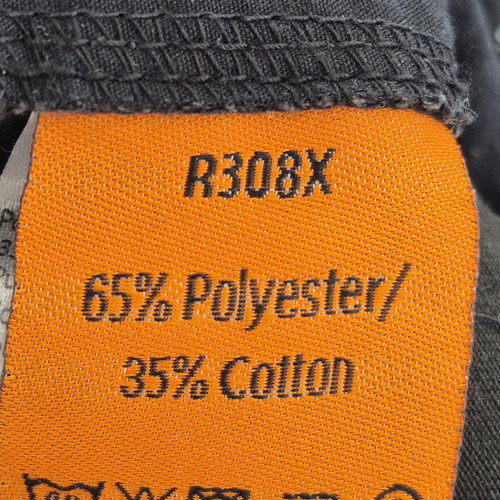 R308X
65% Polyester/
35% Cotton